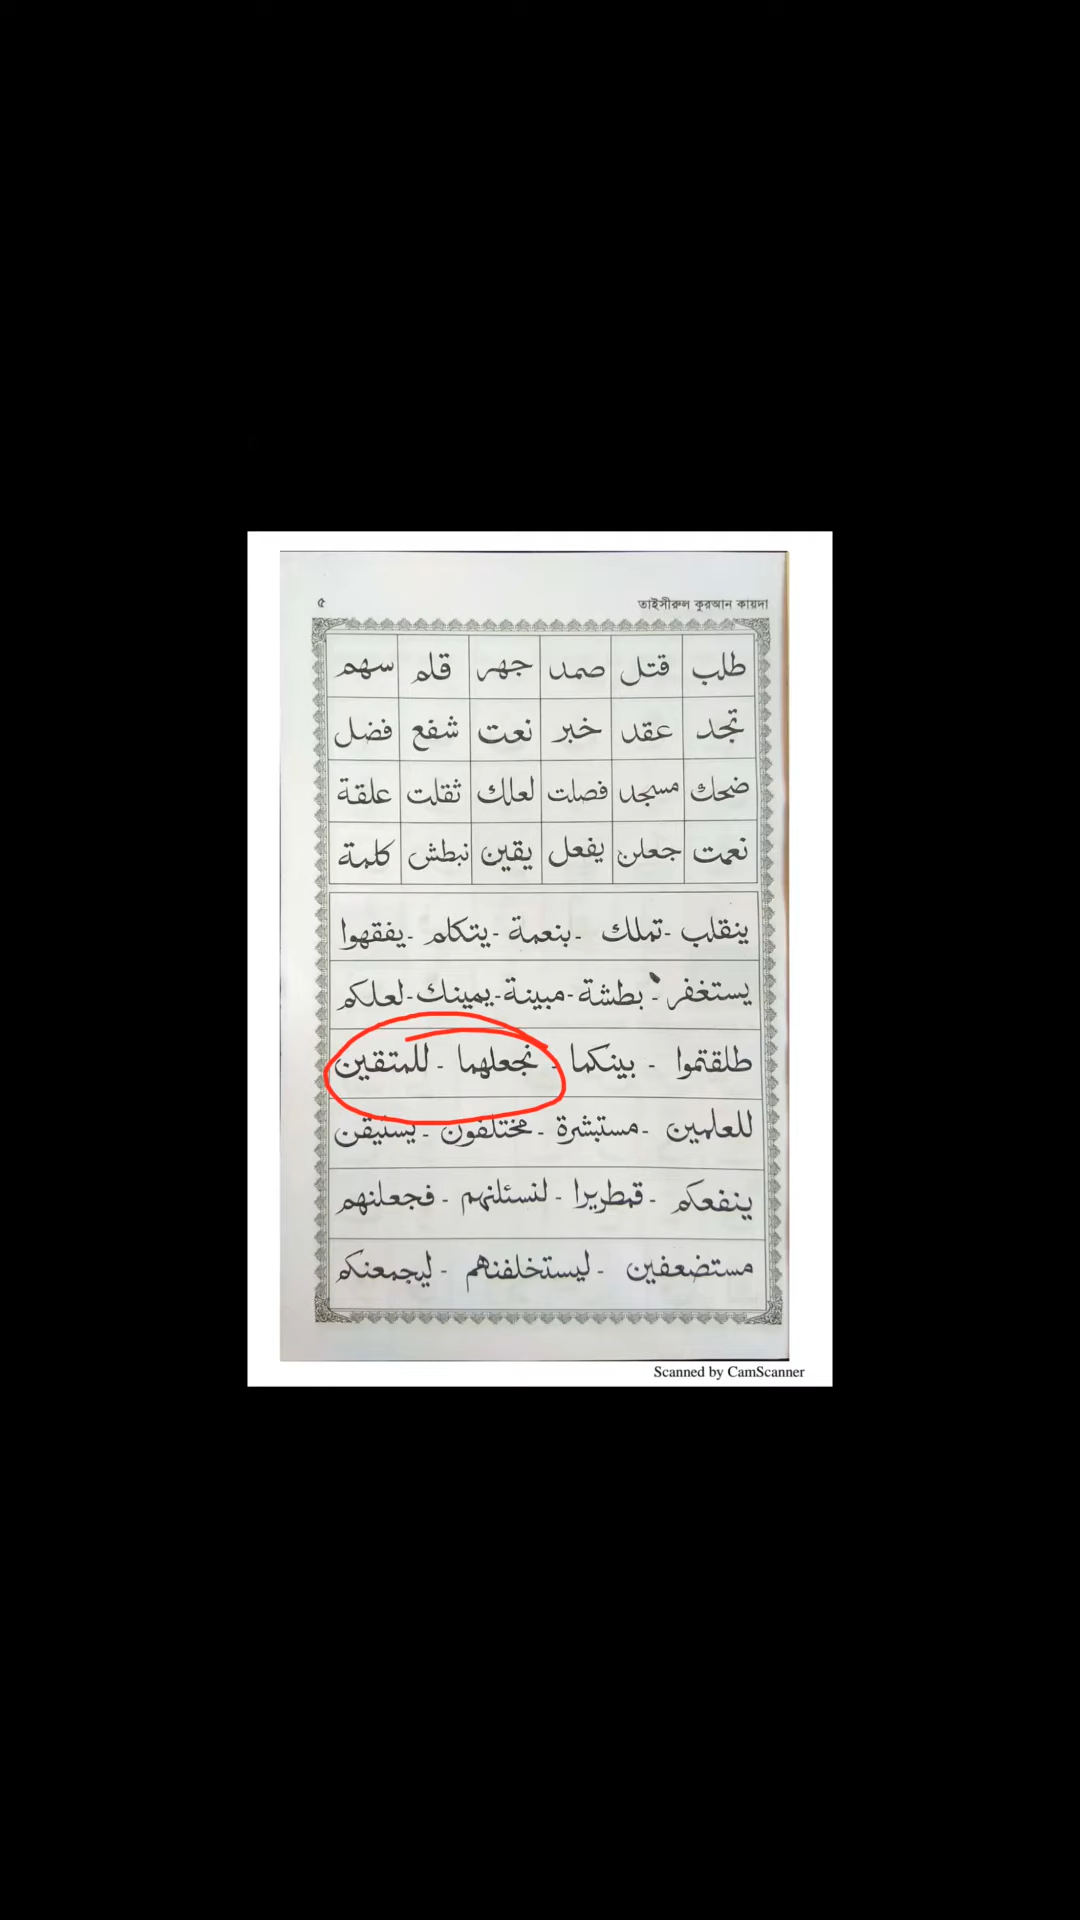 তাইসীরুল কুরআন কায়দা ৫
طلب قتل صمد جهر قلم سهم
تجد عقد خبر نعت شفع فضل
ضحك مسجد فصلت لعلك ثقلت علقة
نعمت جعلن يفعل يقين نبطش كلمة
ينقلب - تملك - بنعمة - يتكلم - يفقهوا
يستغفر - بطشة - مبينة - يمينك - لعلكم
طلقتموا - بينكما - نجعلهما - للمتقين
للعلمين - مستبشرة - مختلفون - يستيقن
ينفعكم - قمطريرا - لنسئلنهم - فجعلنهم
مستضعفين - ليستخلفنهم - ليجمعنكم
Scanned by CamScanner